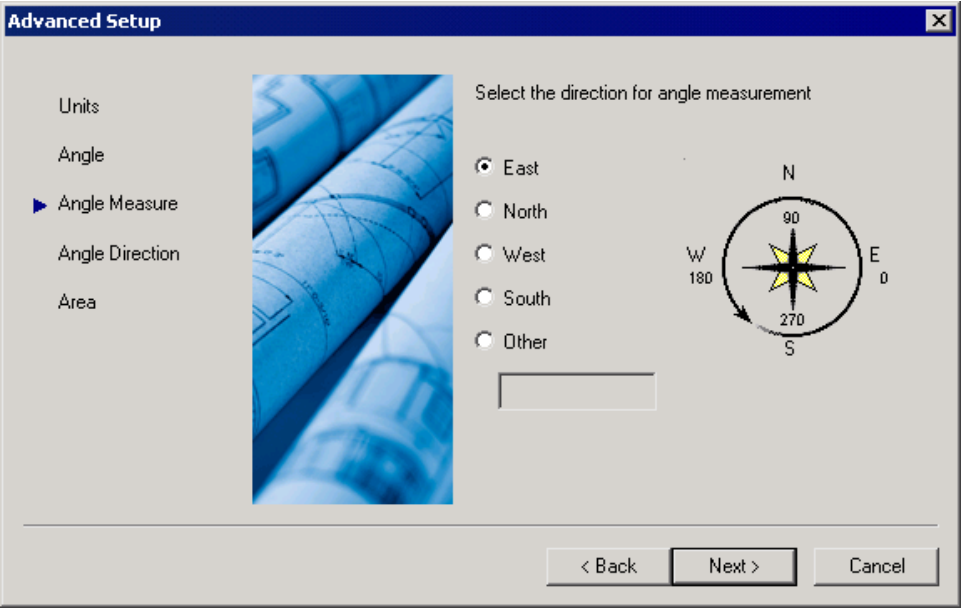 Advanced Setup
Units
Angle
Angle Measure
Angle Direction
Area
Select the direction for angle measurement
East
North
West
South
Other
N
90
W
180
E
0
270
S
< Back
Next >
Cancel